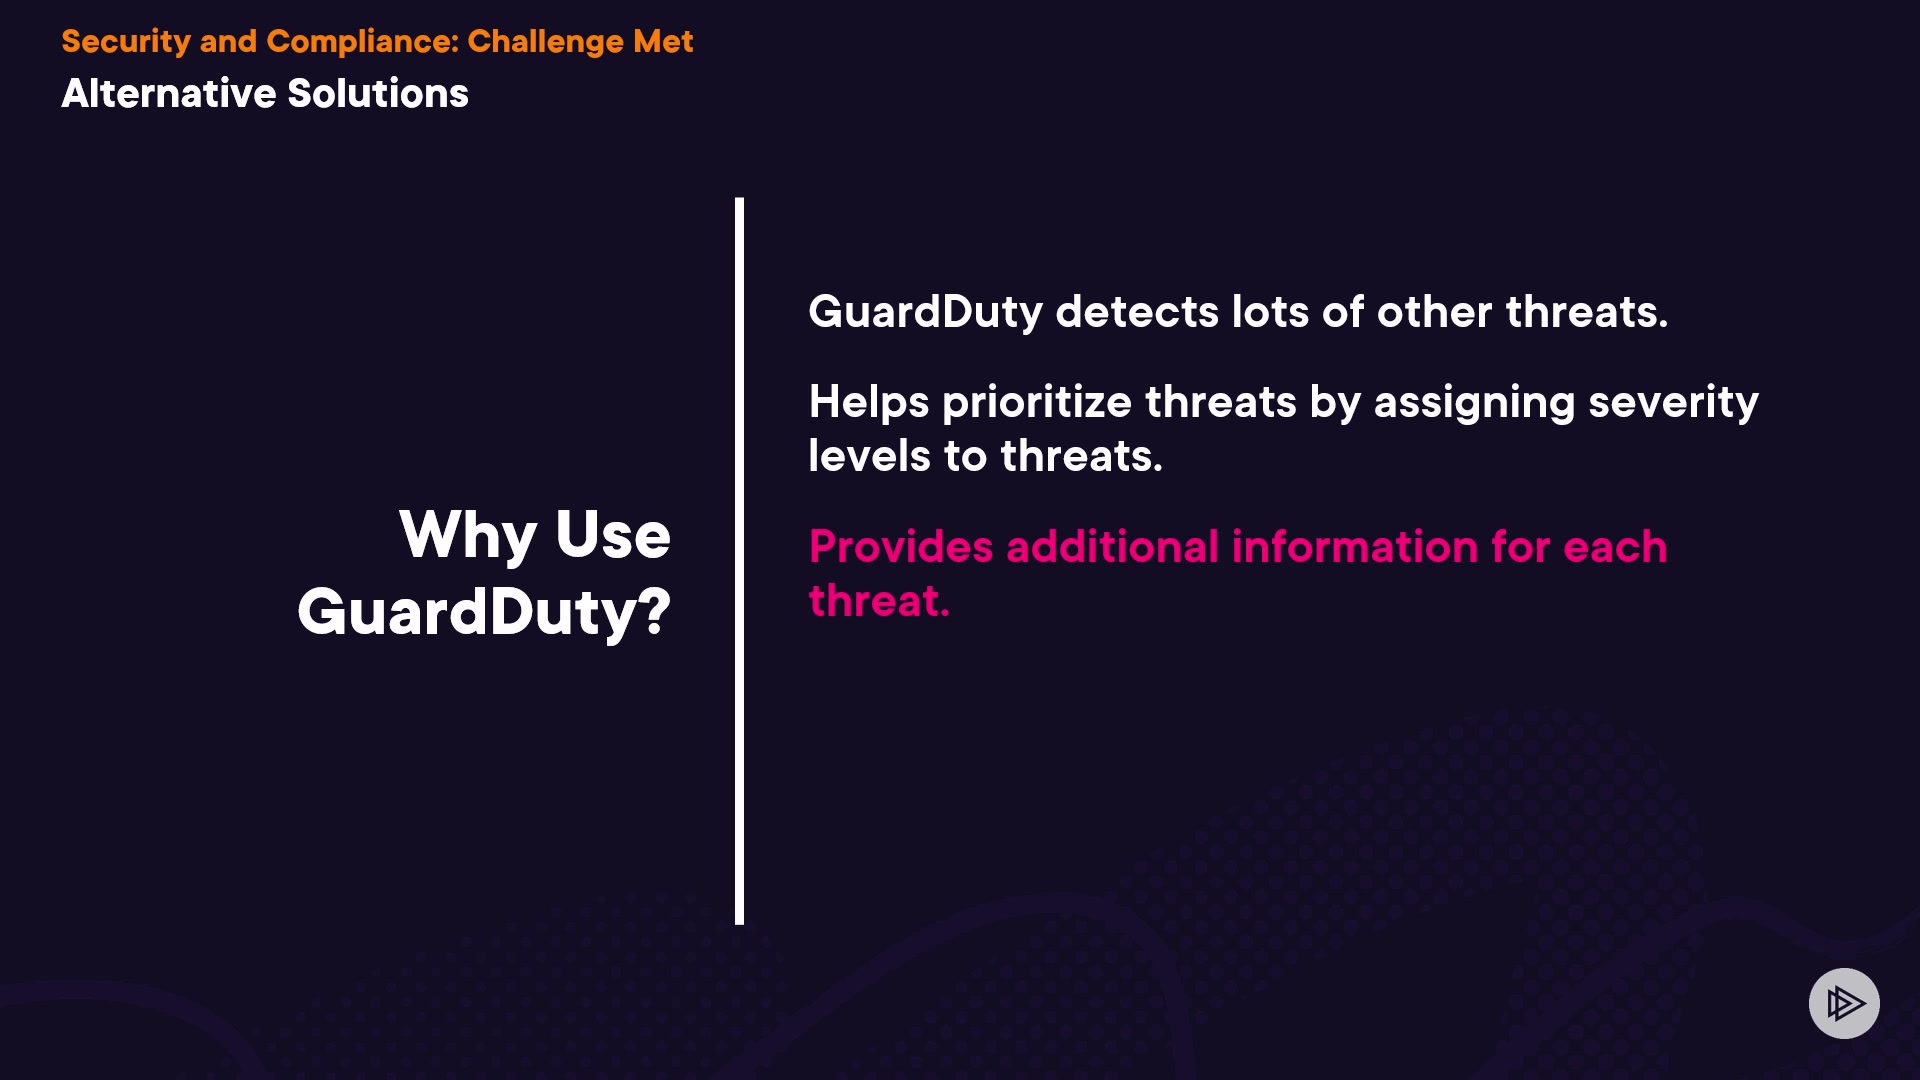 Security and Compliance: Challenge Met
Alternative Solutions
Why Use
GuardDuty?
GuardDuty detects lots of other threats.
Helps prioritize threats by assigning severity
levels to threats.
Provides additional information for each
threat.